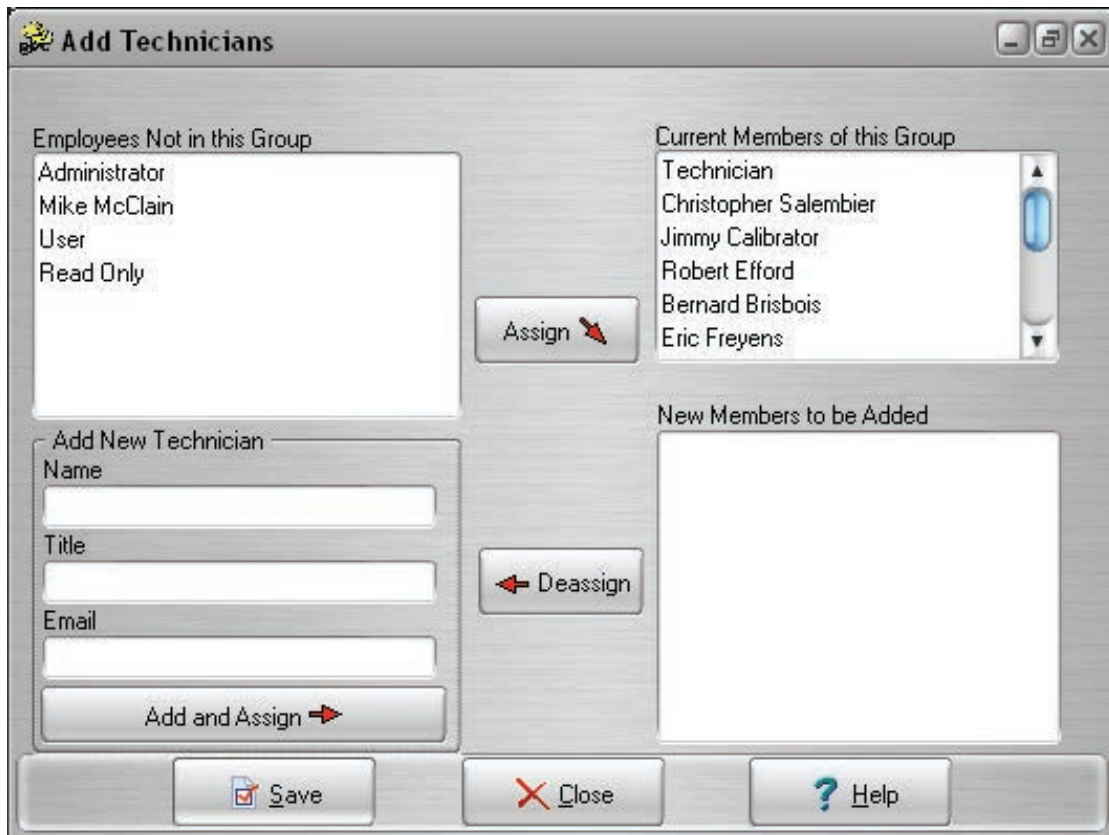 Add Technicians
Employees Not in this Group
Administrator
Mike McClain
User
Read Only
Assign
Current Members of this Group
Technician
Christopher Salembier
Jimmy Calibrator
Robert Efford
Bernard Brisbois
Eric Freyens
Add New Technician
Name
Title
Email
Add and Assign
Deassign
New Members to be Added
Save
Close
Help